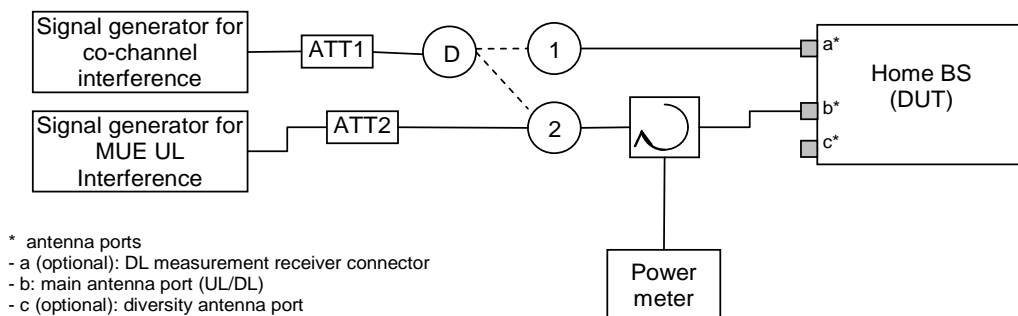 Signal generator for
co-channel
interference
ATT1
D
1
a*
Home BS
(DUT)
Signal generator for
MUE UL
Interference
ATT2
2
b*
c*
Power
meter
* antenna ports
- a (optional): DL measurement receiver connector
- b: main antenna port (UL/DL)
- c (optional): diversity antenna port